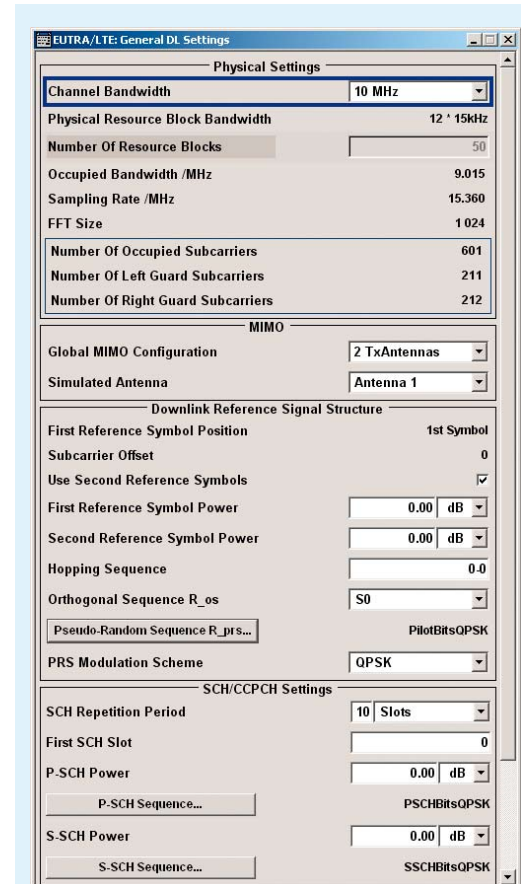 EUTRA/LTE: General DL Settings
Physical Settings
Channel Bandwidth 10 MHz
Physical Resource Block Bandwidth 12 * 15kHz
Number Of Resource Blocks 50
Occupied Bandwidth /MHz 9.015
Sampling Rate /MHz 15.360
FFT Size 1 024
Number Of Occupied Subcarriers 601
Number Of Left Guard Subcarriers 211
Number Of Right Guard Subcarriers 212
MIMO
Global MIMO Configuration 2 TxAntennas
Simulated Antenna Antenna 1
Downlink Reference Signal Structure
First Reference Symbol Position 1st Symbol
Subcarrier Offset 0
Use Second Reference Symbols
First Reference Symbol Power 0.00 dB
Second Reference Symbol Power 0.00 dB
Hopping Sequence 0-0
Orthogonal Sequence R_os S0
Pseudo-Random Sequence R_prs... PilotBitsQPSK
PRS Modulation Scheme QPSK
SCH/CCPCH Settings
SCH Repetition Period 10 Slots
First SCH Slot 0
P-SCH Power 0.00 dB
P-SCH Sequence... PSCHBitsQPSK
S-SCH Power 0.00 dB
S-SCH Sequence... SSCHBitsQPSK